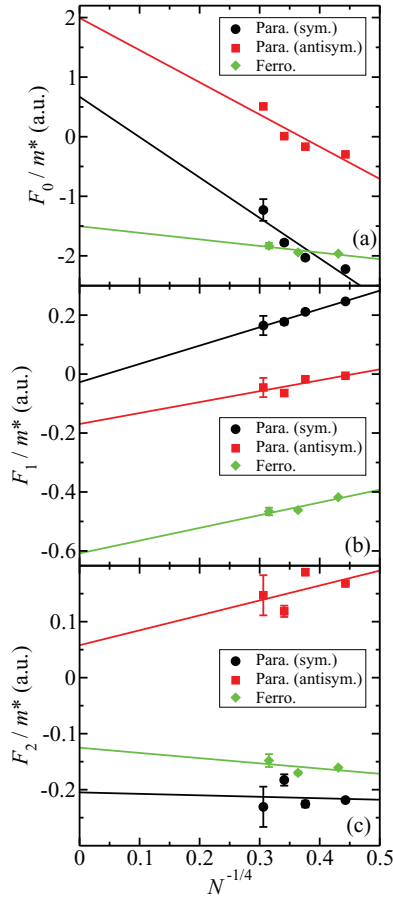 2
1
0
-1
-2
F₀ / m* (a.u.)
Para. (sym.)
Para. (antisym.)
Ferro.
(a)
0.2
0
-0.2
-0.4
-0.6
F₁ / m* (a.u.)
Para. (sym.)
Para. (antisym.)
Ferro.
(b)
0.2
0.1
0
-0.1
-0.2
F₂ / m* (a.u.)
Para. (sym.)
Para. (antisym.)
Ferro.
(c)
0 0.1 0.2 0.3 0.4 0.5
N^{-1/4}